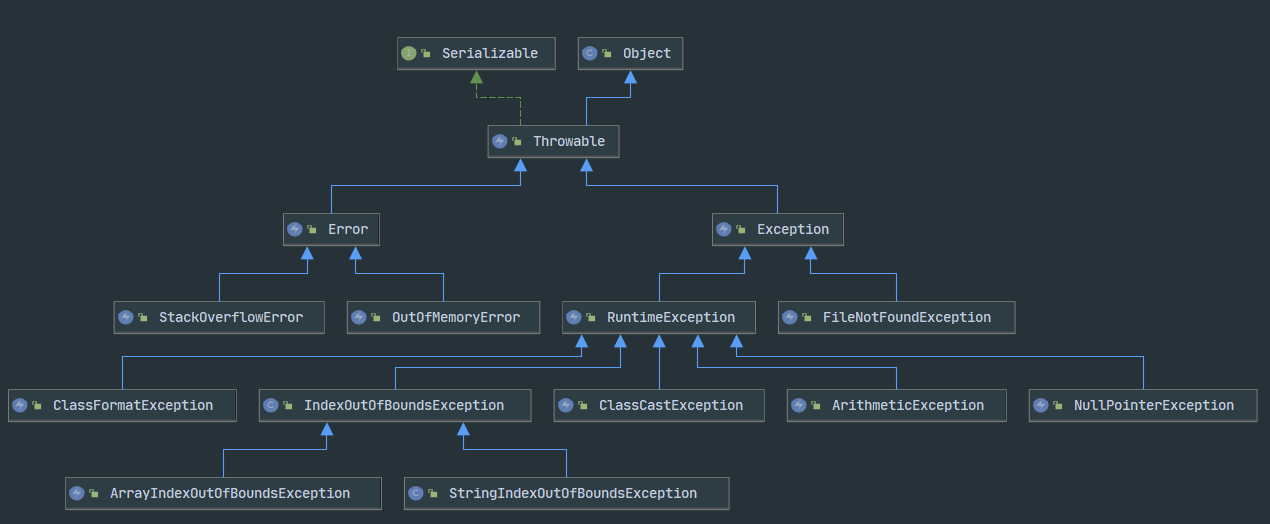 Serializable
Object
Throwable
Error
Exception
StackOverflowError
OutOfMemoryError
RuntimeException
FileNotFoundException
ClassFormatException
IndexOutOfBoundsException
ClassCastException
ArithmeticException
NullPointerException
ArrayIndexOutOfBoundsException
StringIndexOutOfBoundsException